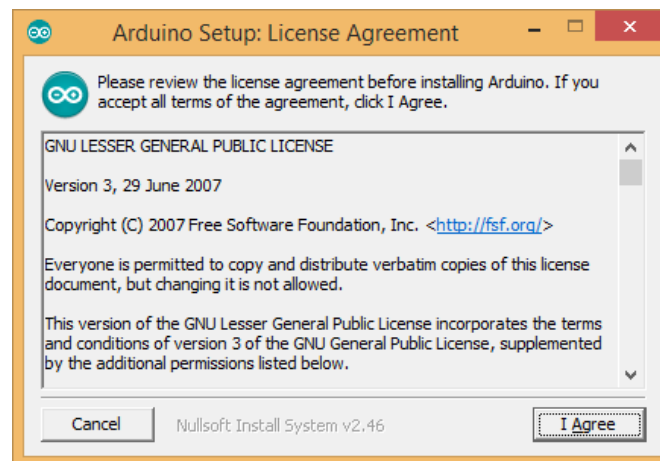 Arduino Setup: License Agreement
Please review the license agreement before installing Arduino. If you
accept all terms of the agreement, click I Agree.
GNU LESSER GENERAL PUBLIC LICENSE
Version 3, 29 June 2007
Copyright (C) 2007 Free Software Foundation, Inc. <http://fsf.org/>
Everyone is permitted to copy and distribute verbatim copies of this license
document, but changing it is not allowed.
This version of the GNU Lesser General Public License incorporates the terms
and conditions of version 3 of the GNU General Public License, supplemented
by the additional permissions listed below.
Cancel
Nullsoft Install System v2.46
I Agree